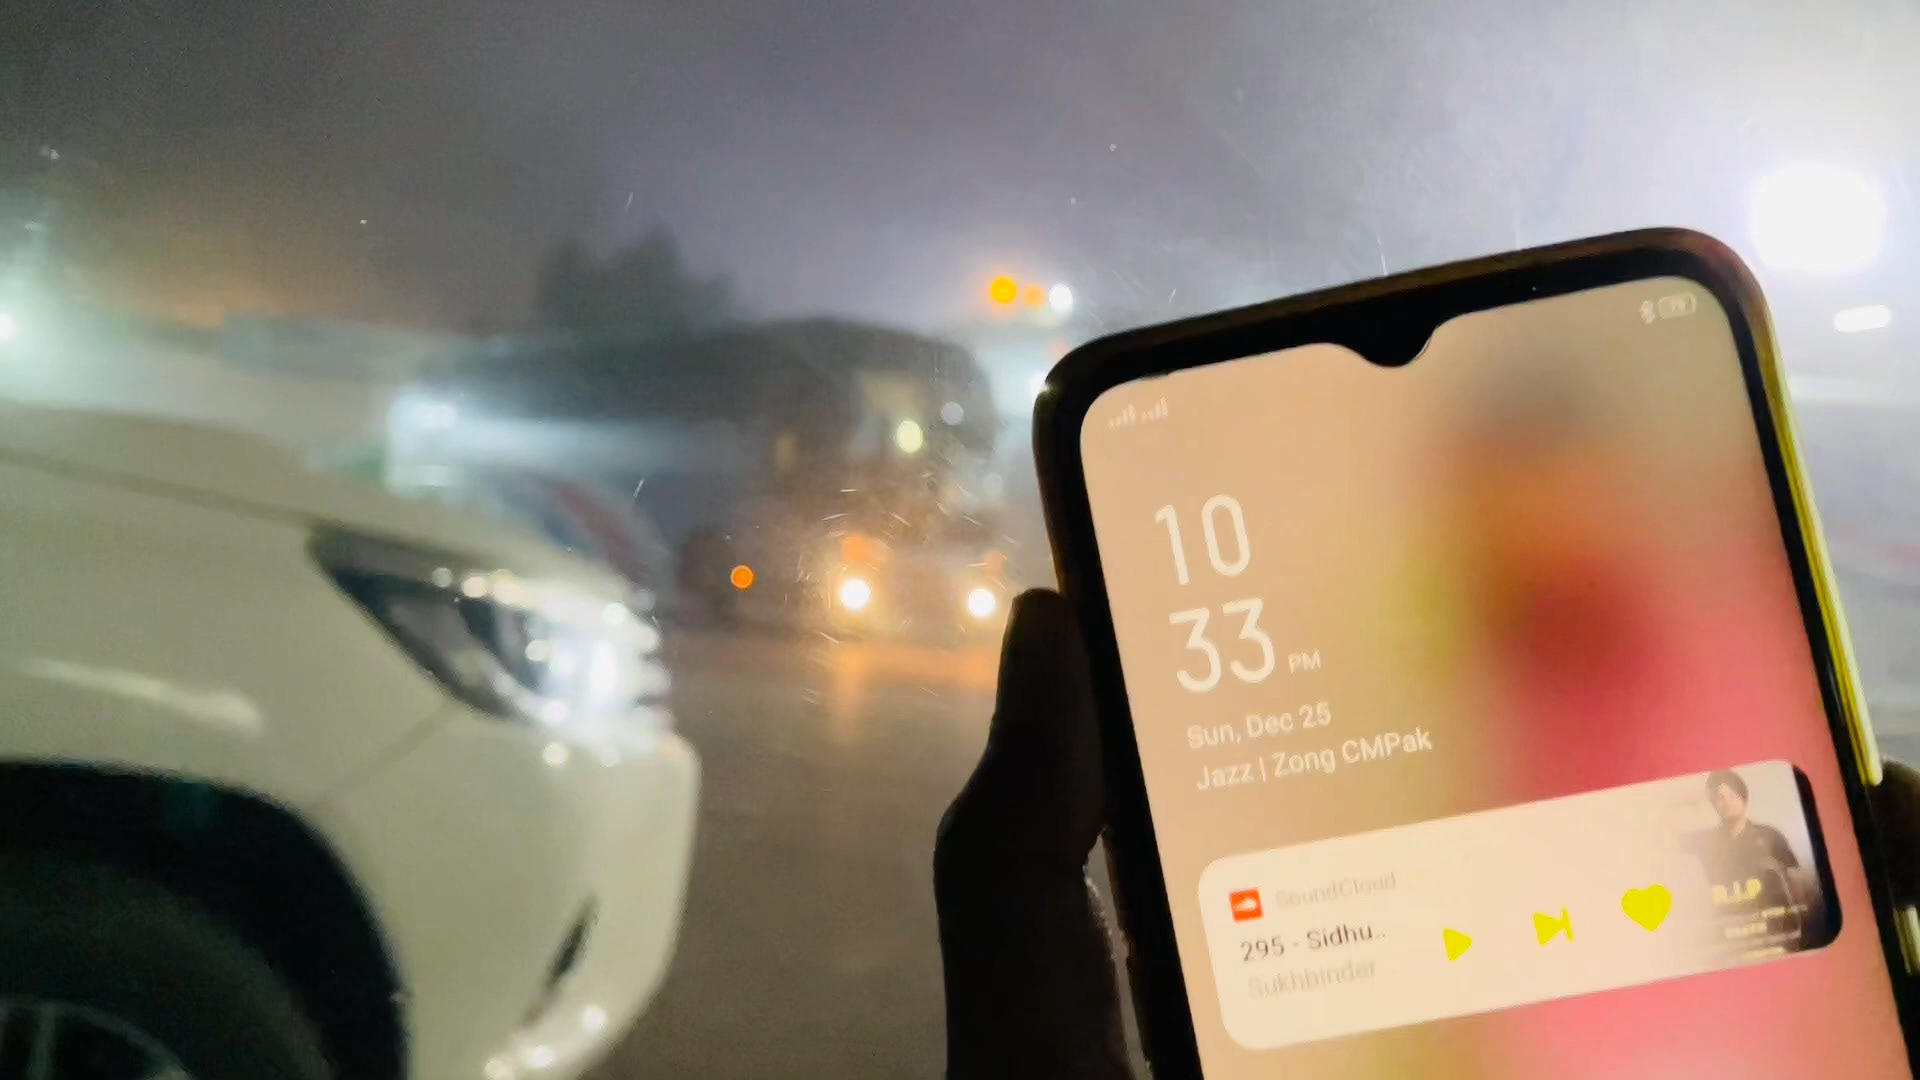 10
33 PM
Sun, Dec 25
Jazz | Zong CMPak
SoundCloud
295 - Sidhu..
Sukhbinder
R.I.P